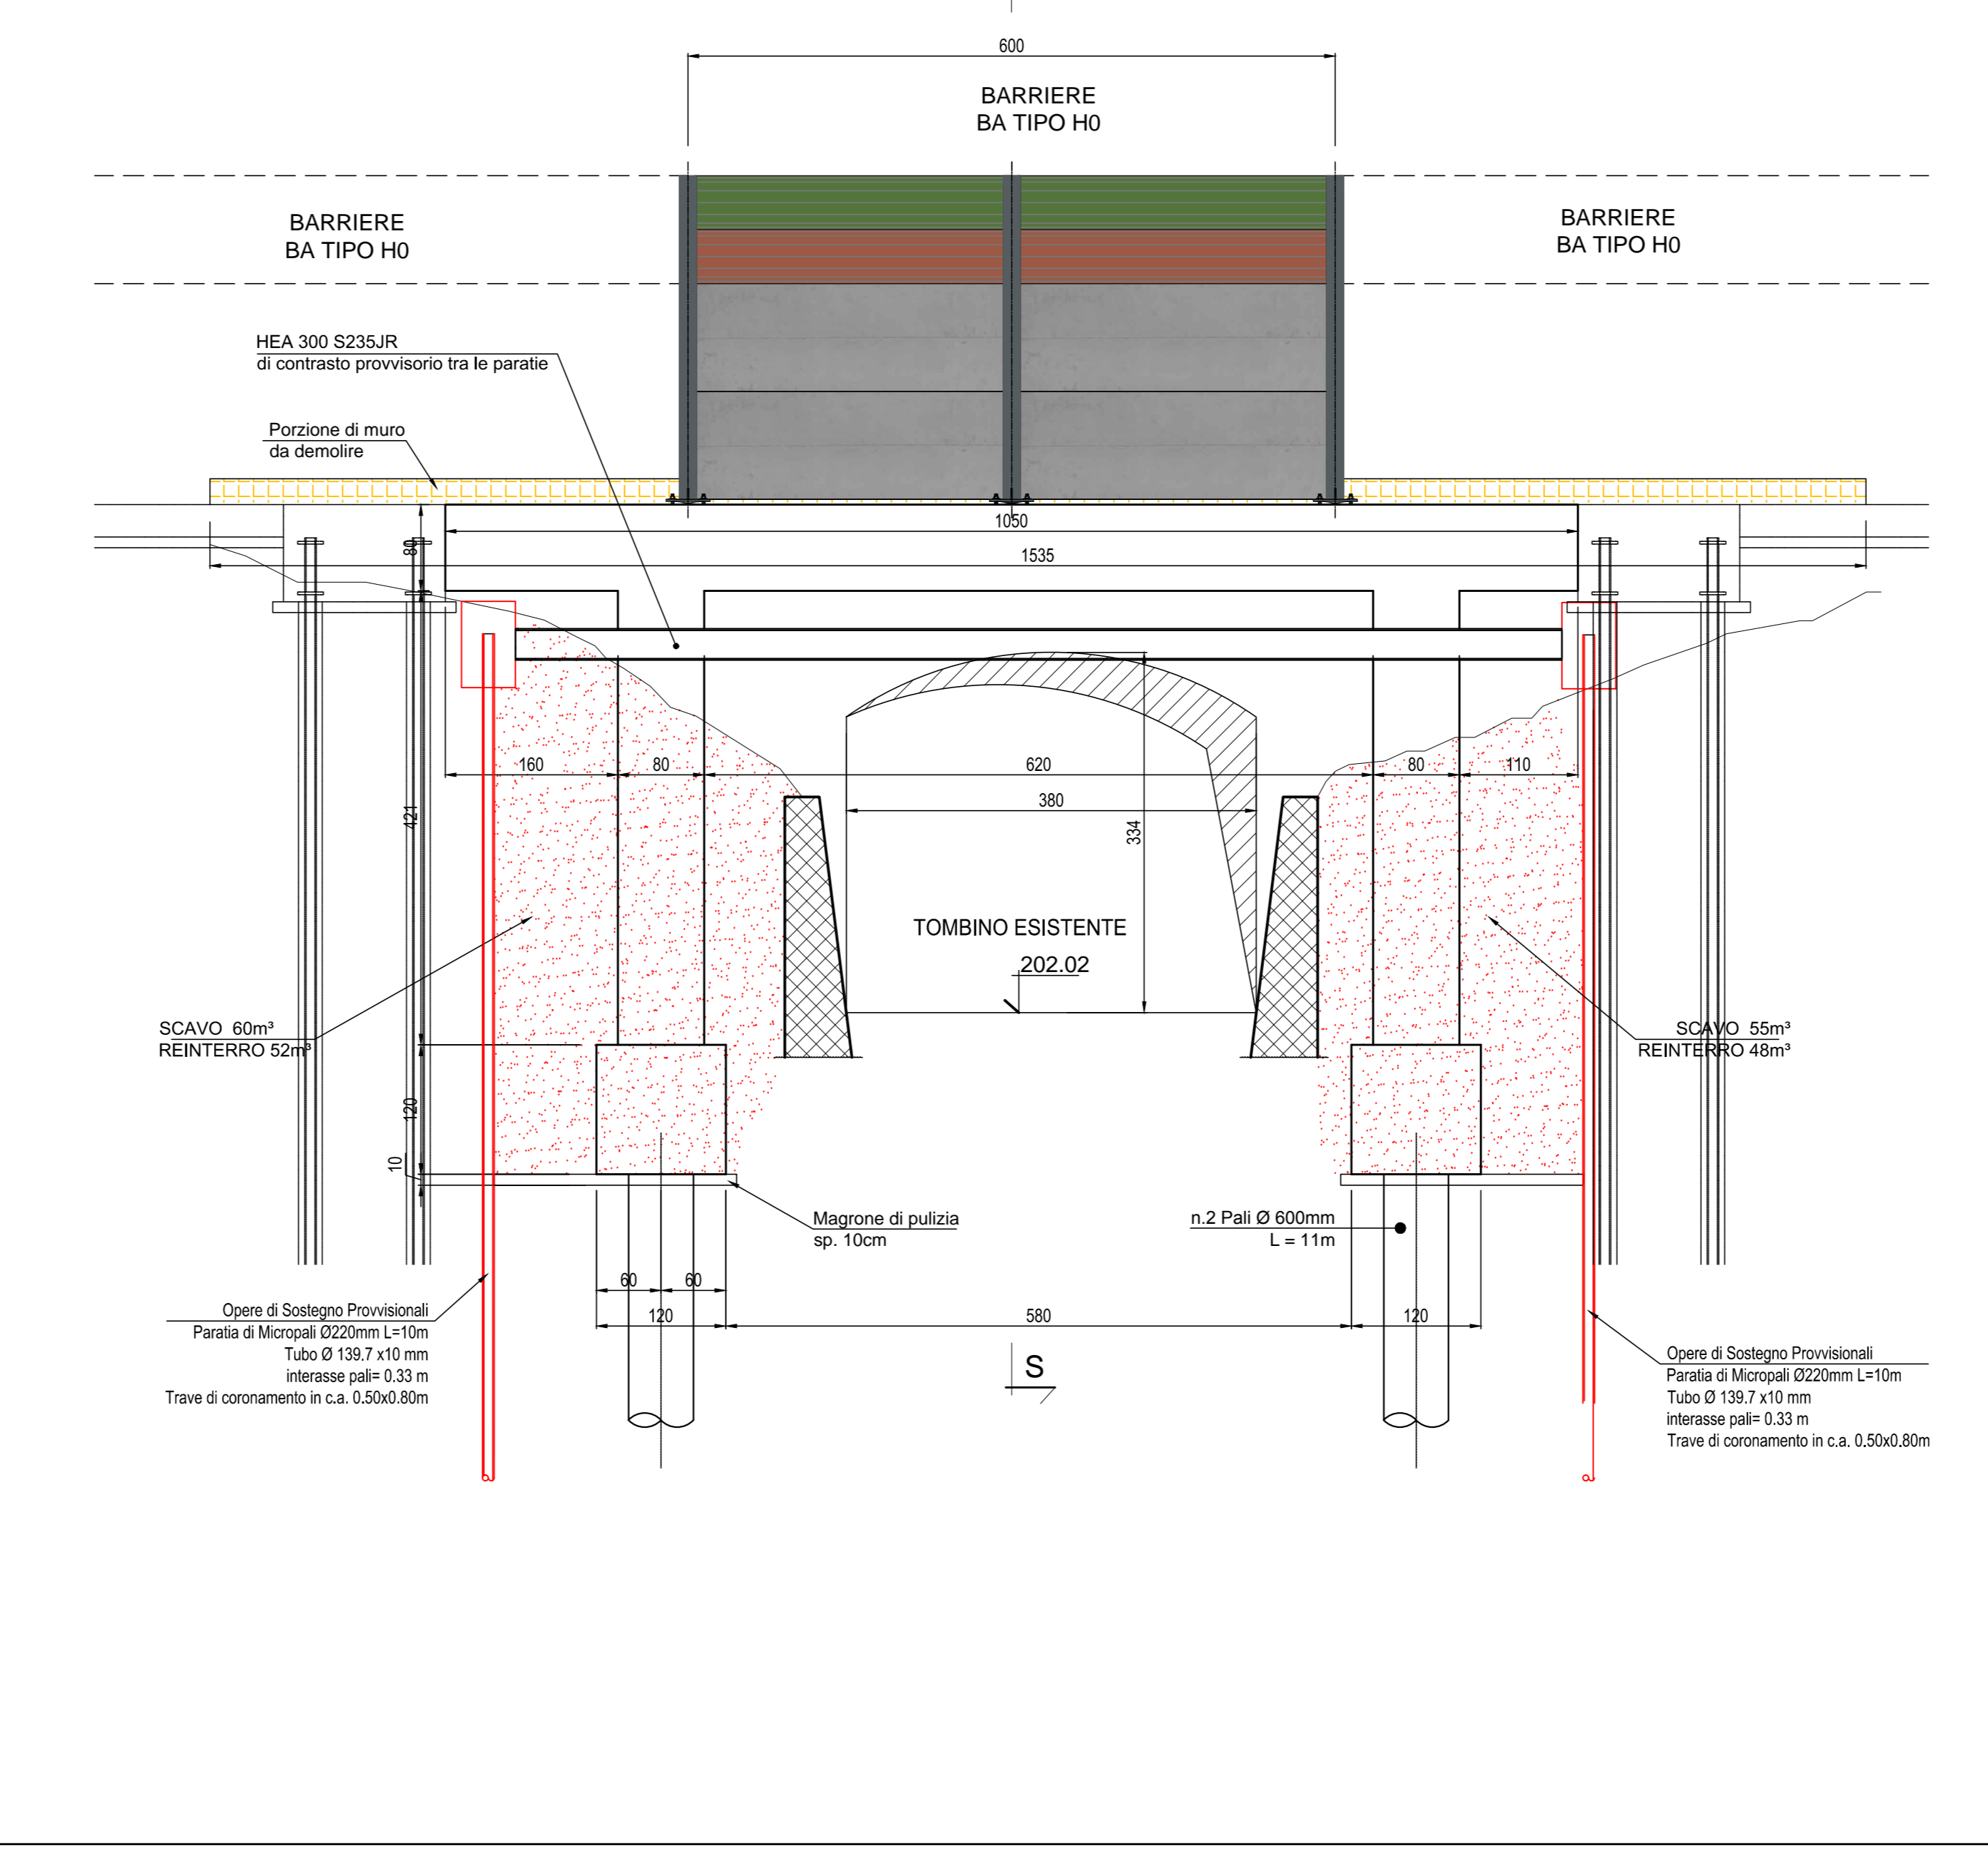 600
BARRIERE
BA TIPO H0
BARRIERE
BA TIPO H0
BARRIERE
BA TIPO H0
HEA 300 S235JR
di contrasto provvisorio tra le paratie
Porzione di muro
da demolire
1050
80
1535
160
80
620
80
110
380
421
334
TOMBINO ESISTENTE
202.02
SCAVO 60m³
REINTERRO 52m³
SCAVO 55m³
REINTERRO 48m³
120
10
Magrone di pulizia
sp. 10cm
n.2 Pali Ø 600mm
L = 11m
60
60
120
580
120
Opere di Sostegno Provvisionali
Paratia di Micropali Ø220mm L=10m
Tubo Ø 139.7 x10 mm
interasse pali= 0.33 m
Trave di coronamento in c.a. 0.50x0.80m
S
Opere di Sostegno Provvisionali
Paratia di Micropali Ø220mm L=10m
Tubo Ø 139.7 x10 mm
interasse pali= 0.33 m
Trave di coronamento in c.a. 0.50x0.80m